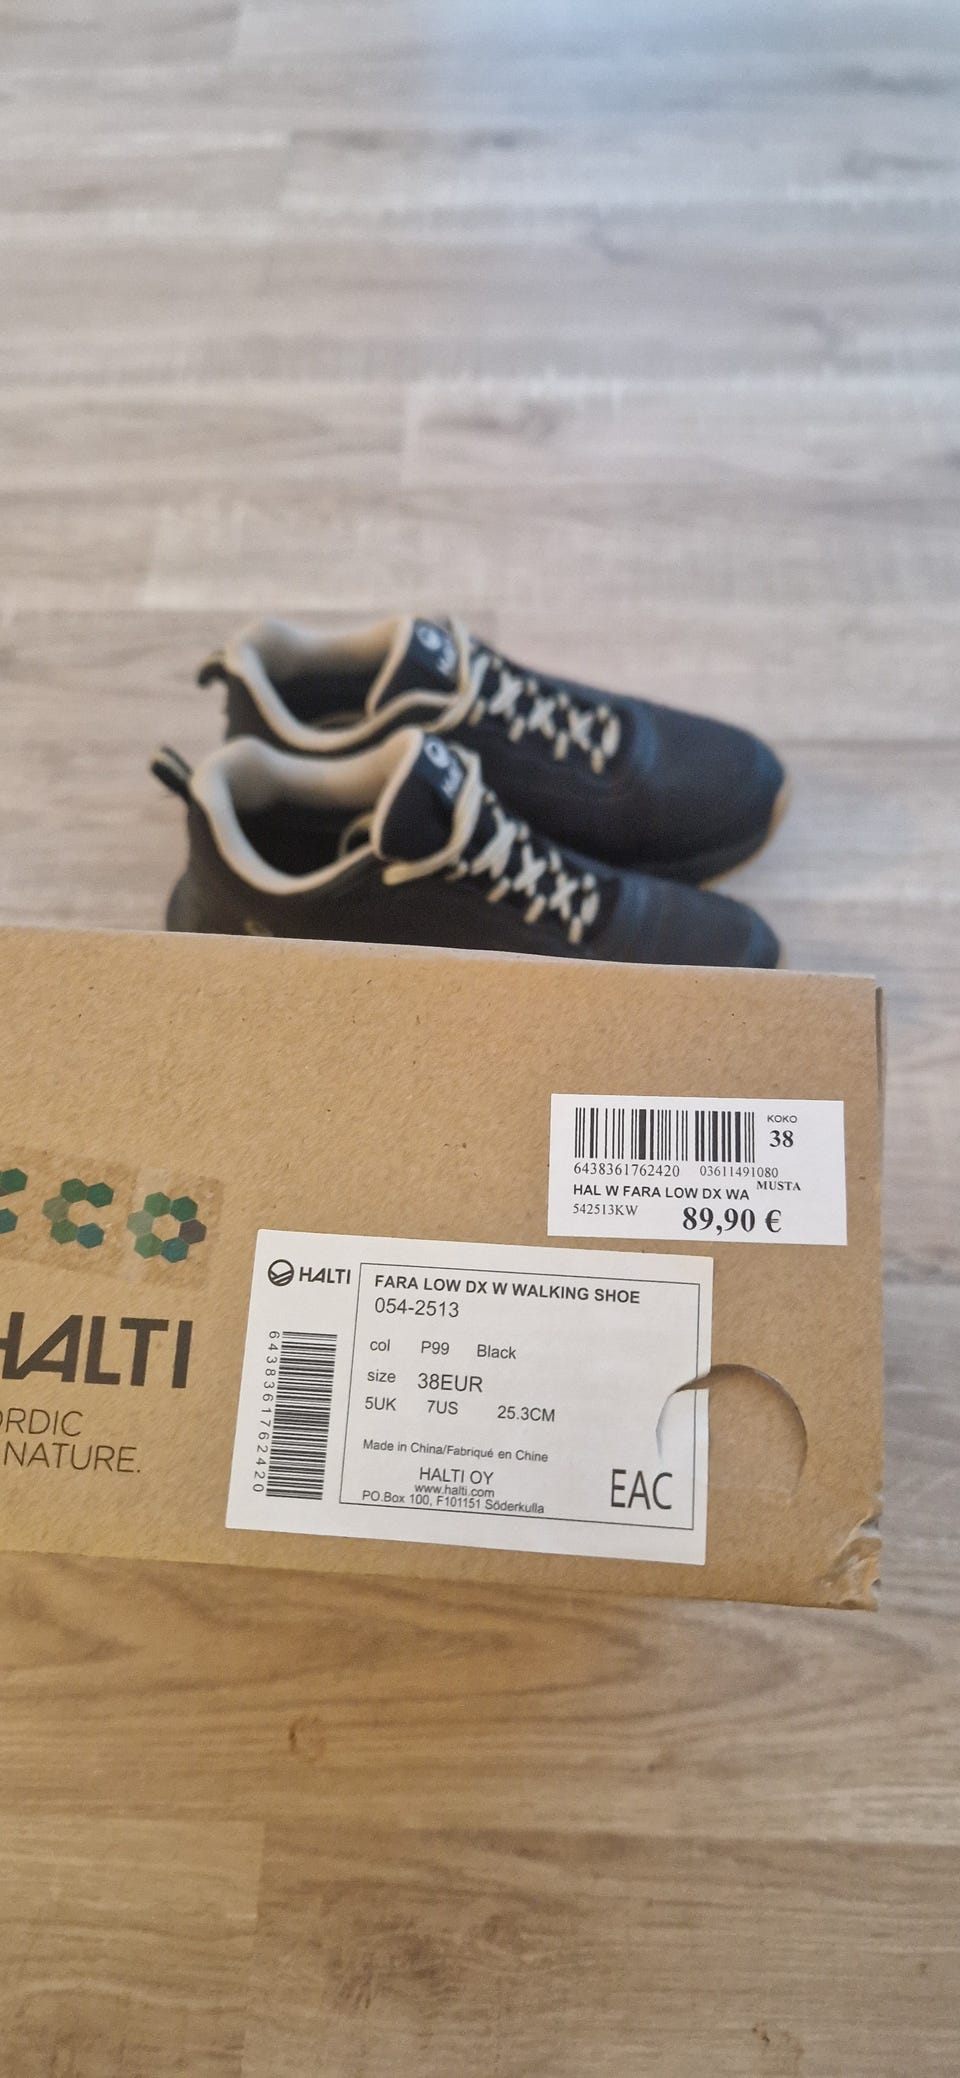 KOKO
38
6438361762420 03611491080
HAL W FARA LOW DX WA MUSTA
542513KW 89,90 €
CO
HALTI
NATURE.
HALTI
6438361762420
FARA LOW DX W WALKING SHOE
054-2513
col P99 Black
size 38EUR
5UK 7US 25.3CM
Made in China/Fabriqué en Chine
HALTI OY
www.halti.com
PO.Box 100, F101151 Söderkulla
EAC